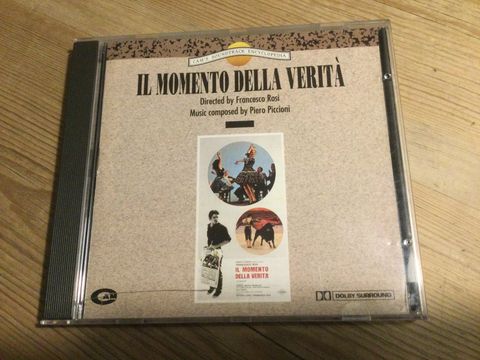 CAM'S SOUNDTRACK ENCYCLOPEDIA
IL MOMENTO DELLA VERITÀ
Directed by Francesco Rosi
Music composed by Piero Piccioni
IL MOMENTO
DELLA VERITÀ
CAM
DOLBY SURROUND